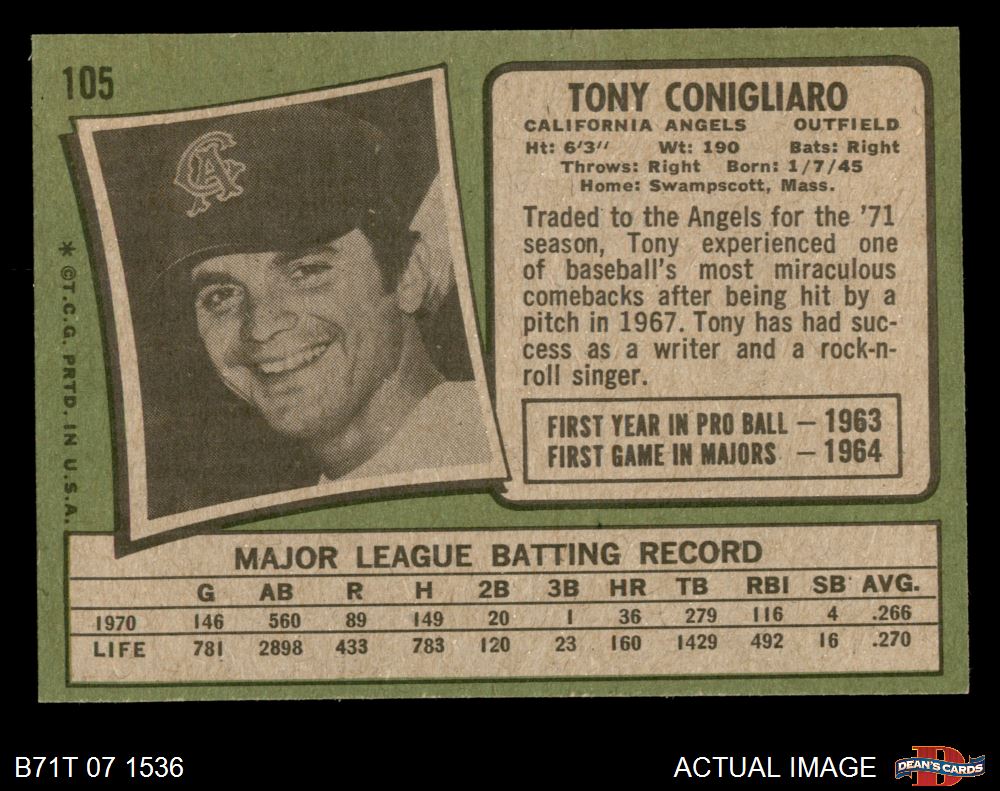 105
CA
* ©T.C.G. PRTD. IN U.S.A.
TONY CONIGLIARO
CALIFORNIA ANGELS OUTFIELD
Ht: 6'3" Wt: 190 Bats: Right
Throws: Right Born: 1/7/45
Home: Swampscott, Mass.
Traded to the Angels for the '71
season, Tony experienced one
of baseball's most miraculous
comebacks after being hit by a
pitch in 1967. Tony has had suc-
cess as a writer and a rock-n-
roll singer.
FIRST YEAR IN PRO BALL — 1963
FIRST GAME IN MAJORS — 1964
MAJOR LEAGUE BATTING RECORD
G AB R H 2B 3B HR TB RBI SB AVG.
1970 146 560 89 149 20 1 36 279 116 4 .266
LIFE 781 2898 433 783 120 23 160 1429 492 16 .270
B71T 07 1536
ACTUAL IMAGE
D
DEAN'S CARDS